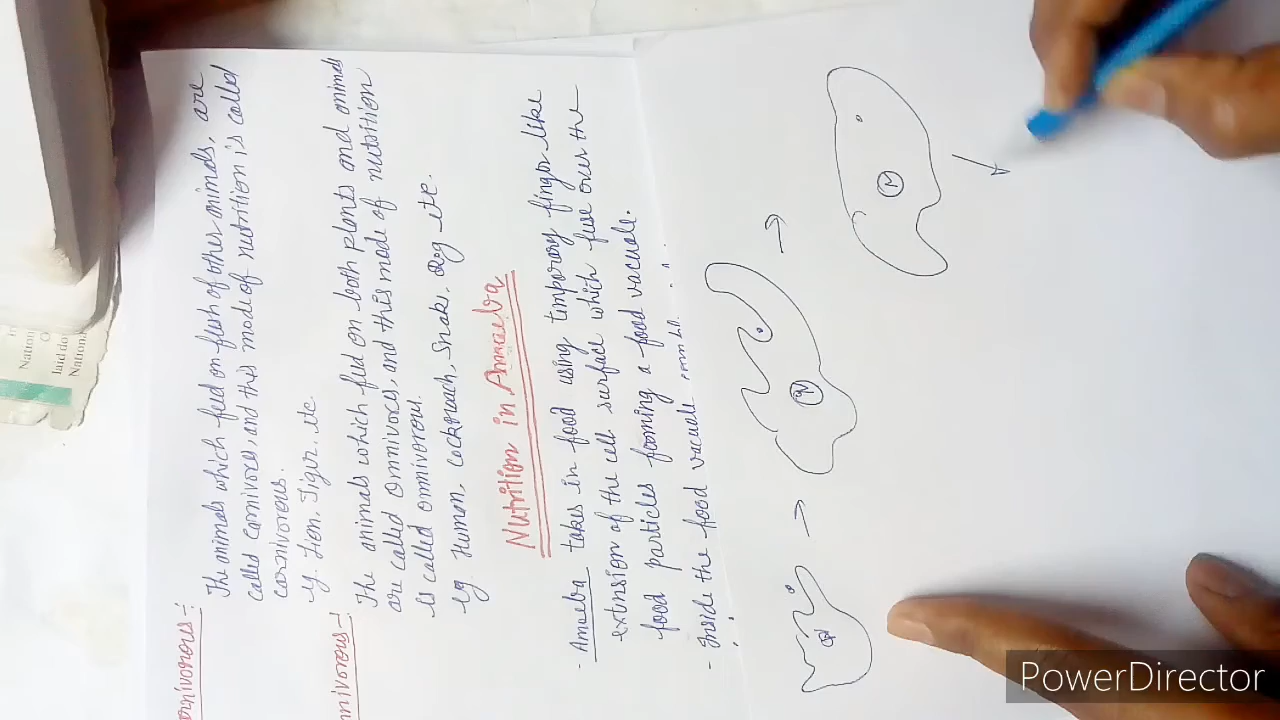 The animals which feed on flesh of other animals, are
called carnivores, and this mode of nutrition is called
carnivorous.
eg. Lion, Tiger, etc
The animals which feed on both plants and animals
are called omnivores, and this mode of nutrition
is called omnivorous.
eg Human, cockroach, snake, dog etc.
Nutrition in Amoeba
- Amoeba takes in food using temporary finger-like
extension of the cell surface which fuse over the
food particles forming a food vacuole.
- Inside the food vacuole
N
PowerDirector
Nation
laid do
National